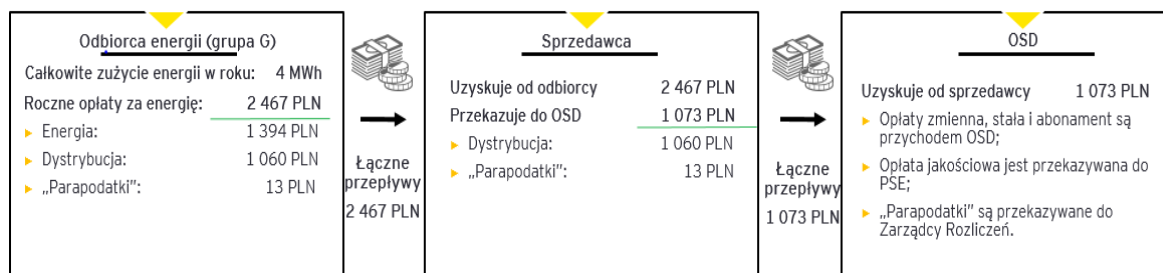 Odbiorca energii (grupa G)
Całkowite zużycie energii w roku: 4 MWh
Roczne opłaty za energię: 2 467 PLN
Energia: 1 394 PLN
Dystrybucja: 1 060 PLN
„Parapodatki": 13 PLN
Łączne
przepływy
2 467 PLN
Sprzedawca
Uzyskuje od odbiorcy 2 467 PLN
Przekazuje do OSD 1 073 PLN
Dystrybucja: 1 060 PLN
„Parapodatki": 13 PLN
Łączne
przepływy
1 073 PLN
OSD
Uzyskuje od sprzedawcy 1 073 PLN
Opłaty zmienna, stała i abonament są
przychodem OSD;
Opłata jakościowa jest przekazywana do
PSE;
„Parapodatki" są przekazywane do
Zarządcy Rozliczeń.